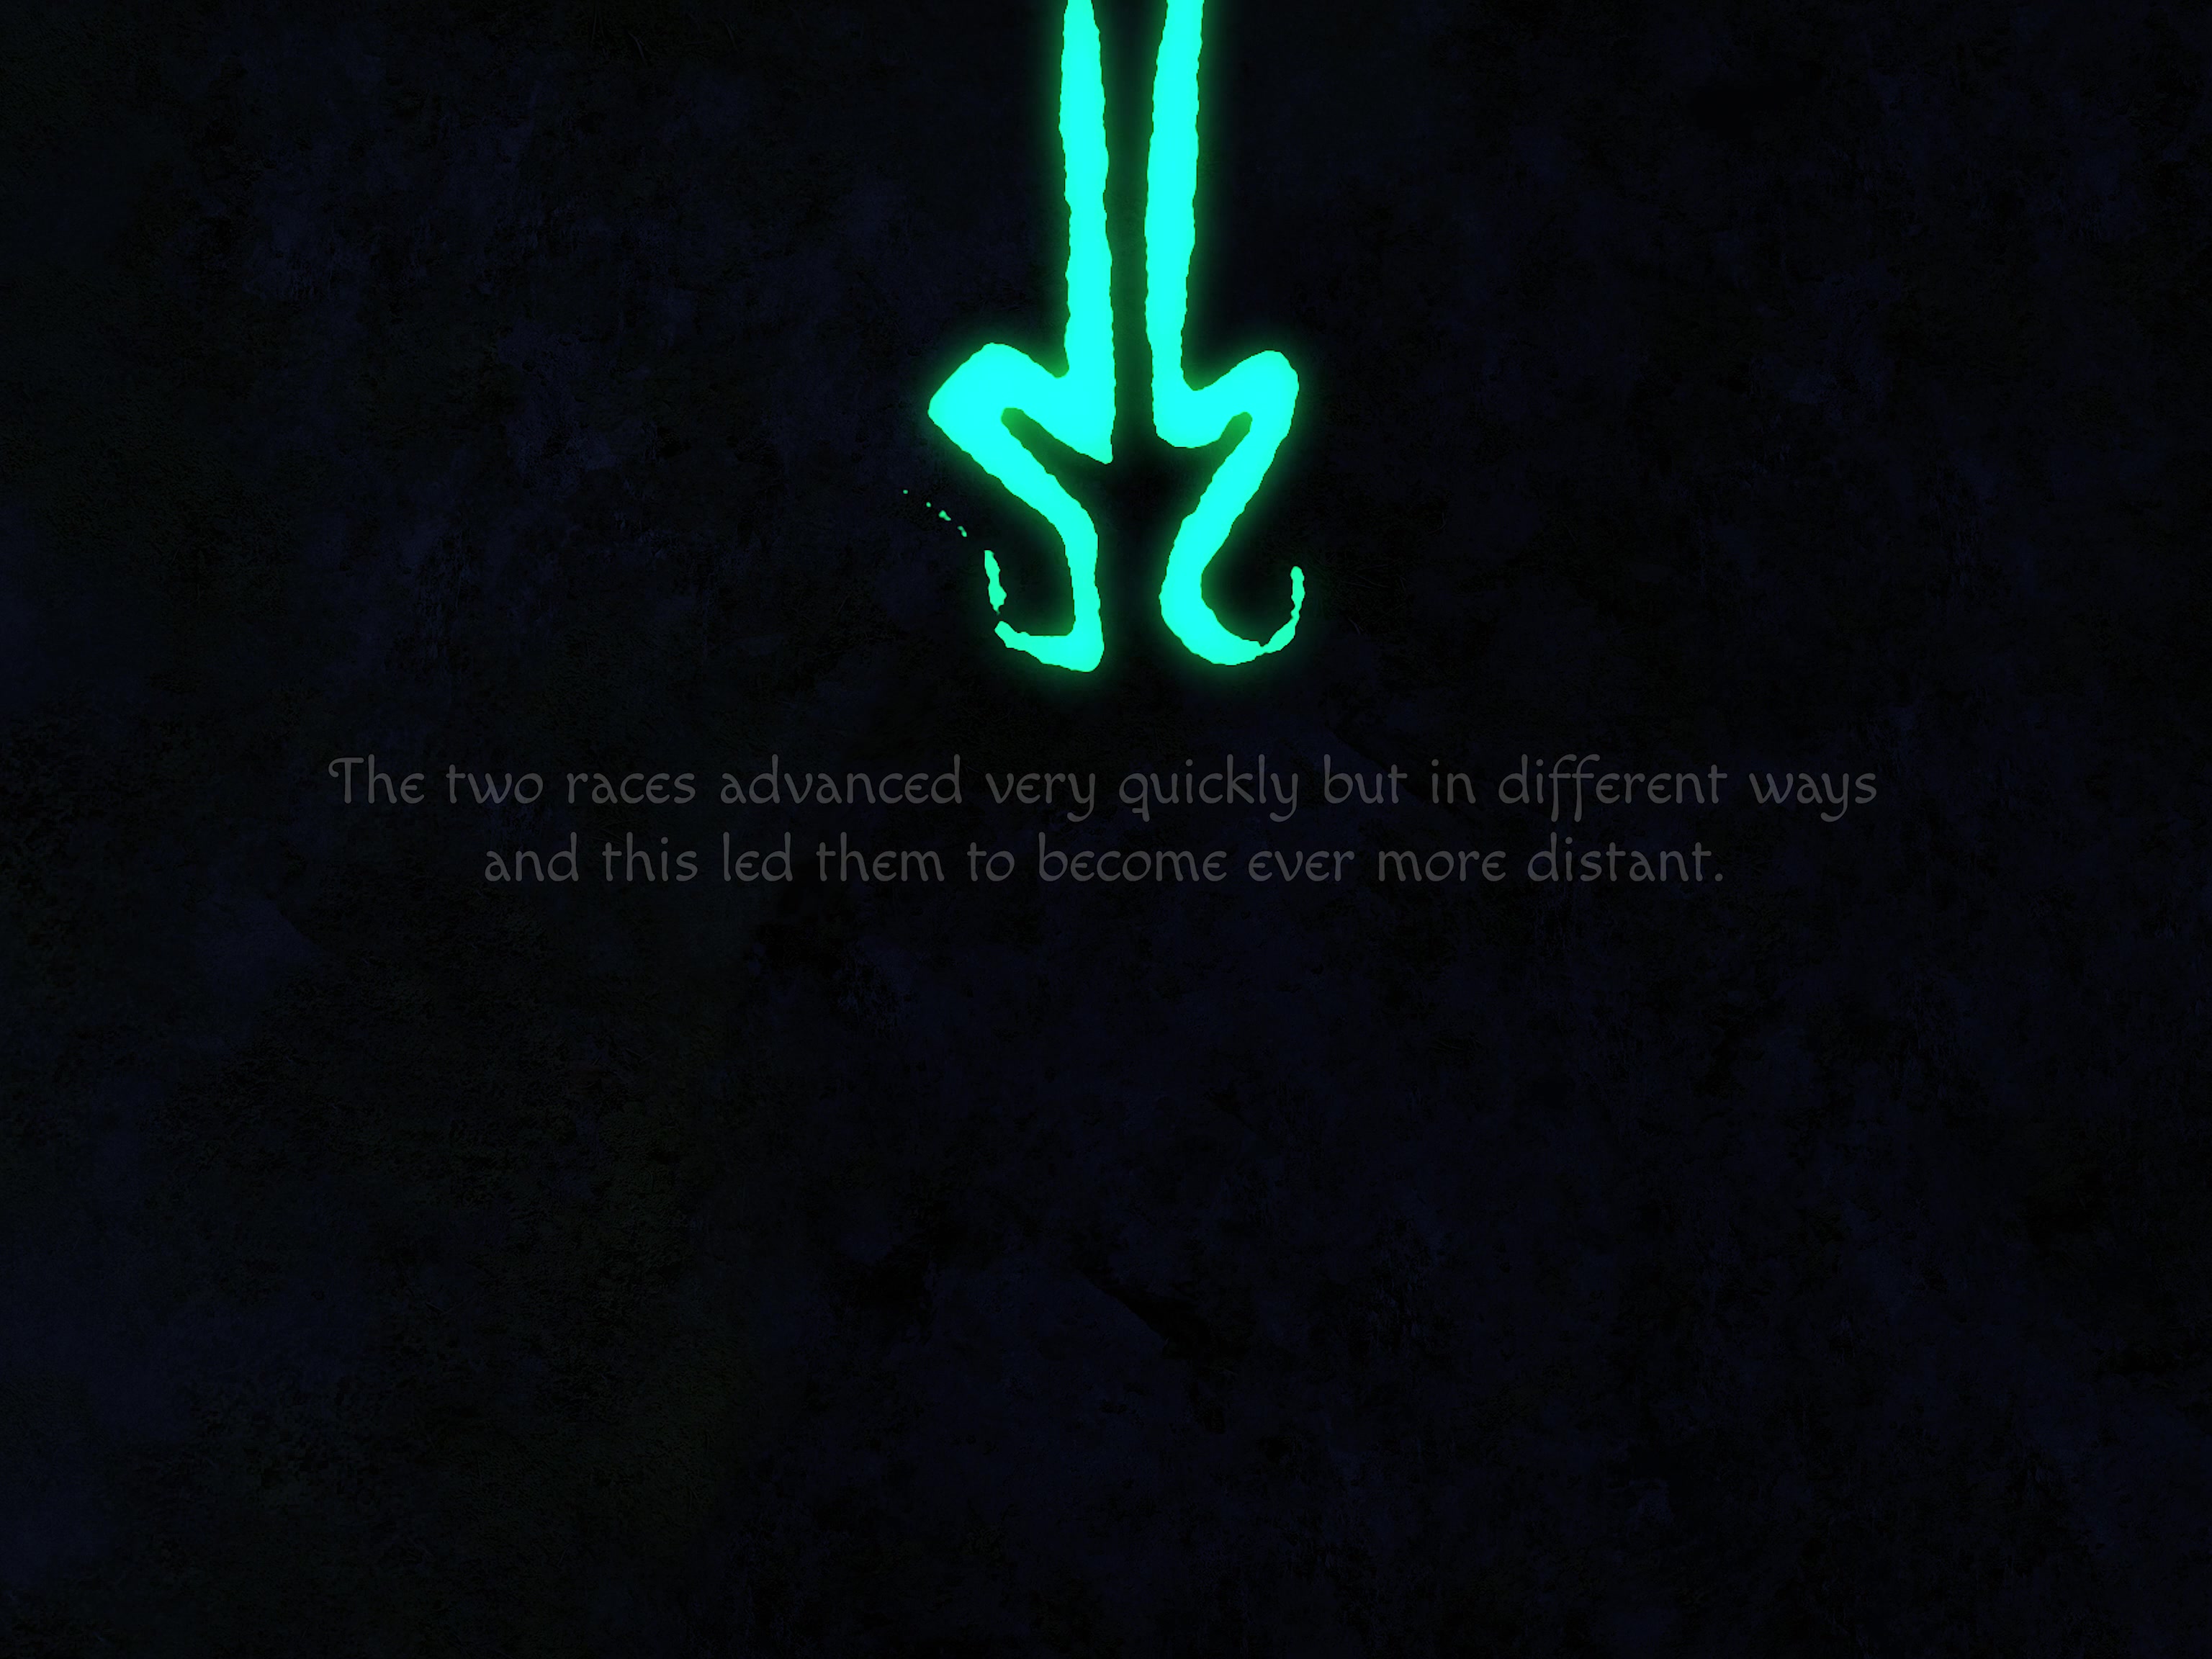 The two races advanced very quickly but in different ways
and this led them to become ever more distant.